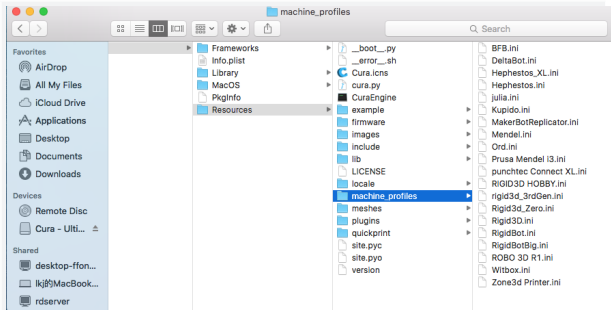 machine_profiles
Search
Favorites
AirDrop
All My Files
iCloud Drive
Applications
Desktop
Documents
Downloads
Devices
Remote Disc
Cura - Ulti...
Shared
desktop-ffon...
lkj的MacBook...
rdserver
Frameworks
Info.plist
Library
MacOS
PkgInfo
Resources
__boot__.py
__error__.sh
Cura.icns
cura.py
CuraEngine
example
firmware
images
include
lib
LICENSE
locale
machine_profiles
meshes
plugins
quickprint
site.pyc
site.pyo
version
BFB.ini
DeltaBot.ini
Hephestos_XL.ini
Hephestos.ini
julia.ini
Kupido.ini
MakerBotReplicator.ini
Mendel.ini
Ord.ini
Prusa Mendel i3.ini
punchtec Connect XL.ini
RIGID3D HOBBY.ini
rigid3d_3rdGen.ini
Rigid3d_Zero.ini
Rigid3D.ini
RigidBot.ini
RigidBotBig.ini
ROBO 3D R1.ini
Witbox.ini
Zone3d Printer.ini